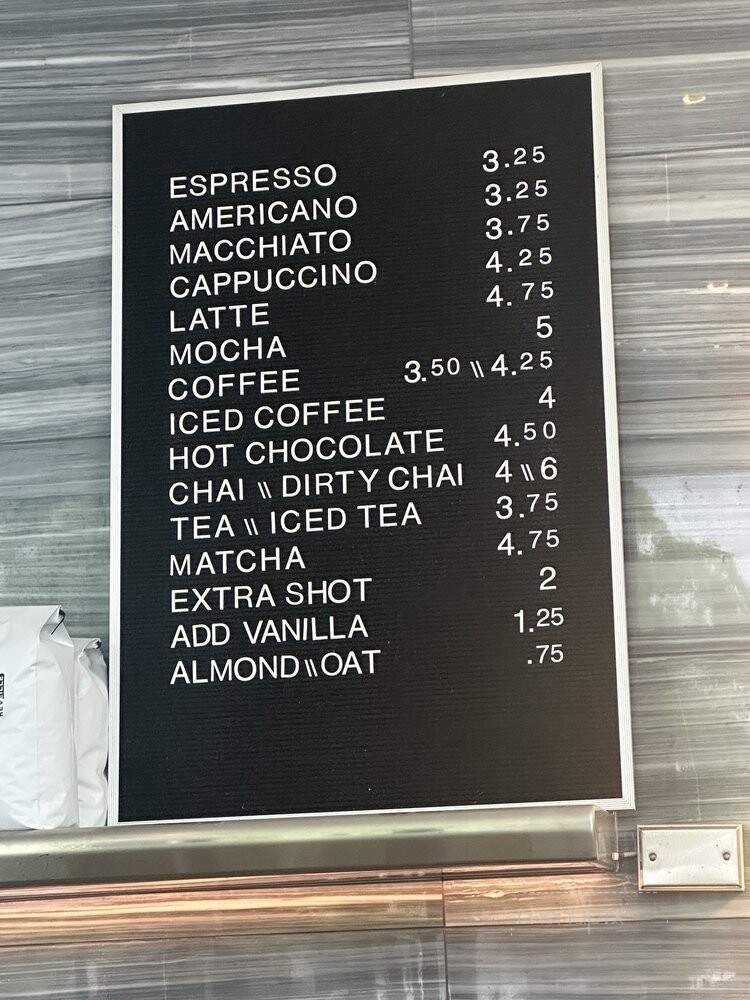 ESPRESSO 3.25
AMERICANO 3.25
MACCHIATO 3.75
CAPPUCCINO 4.25
LATTE 4.75
MOCHA 5
COFFEE 3.50 \\ 4.25
ICED COFFEE 4
HOT CHOCOLATE 4.50
CHAI \\ DIRTY CHAI 4 \\ 6
TEA \\ ICED TEA 3.75
MATCHA 4.75
EXTRA SHOT 2
ADD VANILLA 1.25
ALMOND \\ OAT .75